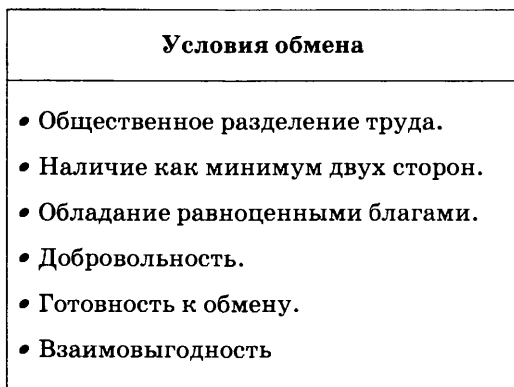 Условия обмена
• Общественное разделение труда.
• Наличие как минимум двух сторон.
• Обладание равноценными благами.
• Добровольность.
• Готовность к обмену.
• Взаимовыгодность